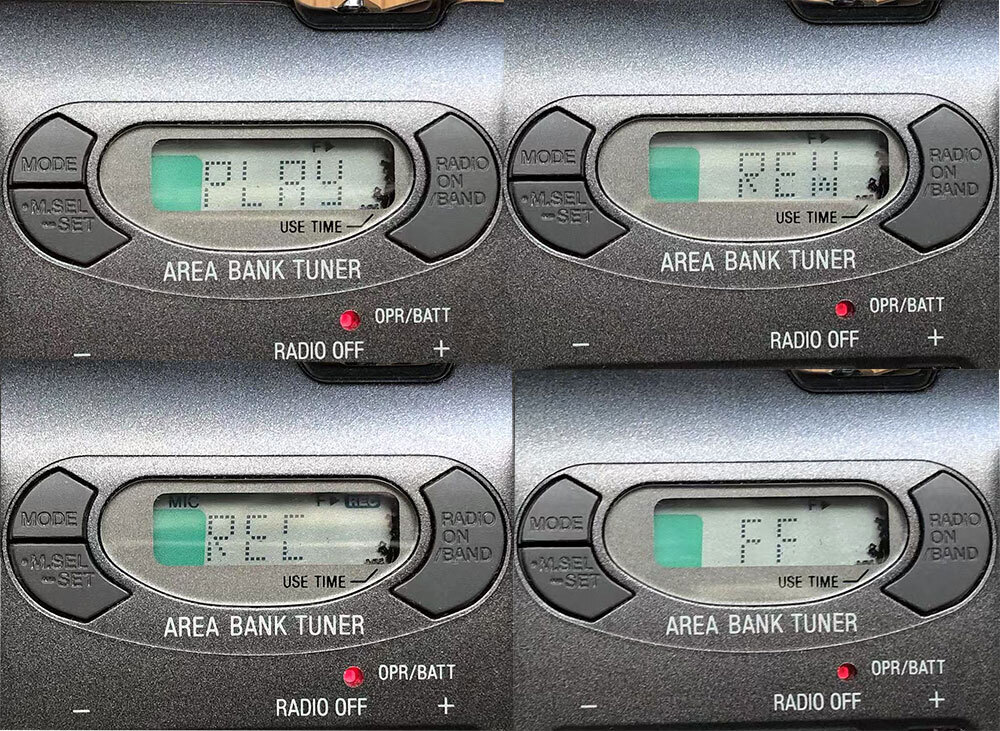 F▶
MODE
PLAY
RADIO
ON
/BAND
•M.SEL
━SET
USE TIME
AREA BANK TUNER
OPR/BATT
− RADIO OFF +
F▶
MODE
REW
RADIO
ON
/BAND
•M.SEL
━SET
USE TIME
AREA BANK TUNER
OPR/BATT
− RADIO OFF +
MIC F▶ REC
MODE
REC
RADIO
ON
/BAND
•M.SEL
━SET
USE TIME
AREA BANK TUNER
OPR/BATT
− RADIO OFF +
F▶
MODE
FF
RADIO
ON
/BAND
•M.SEL
━SET
USE TIME
AREA BANK TUNER
OPR/BATT
− RADIO OFF +